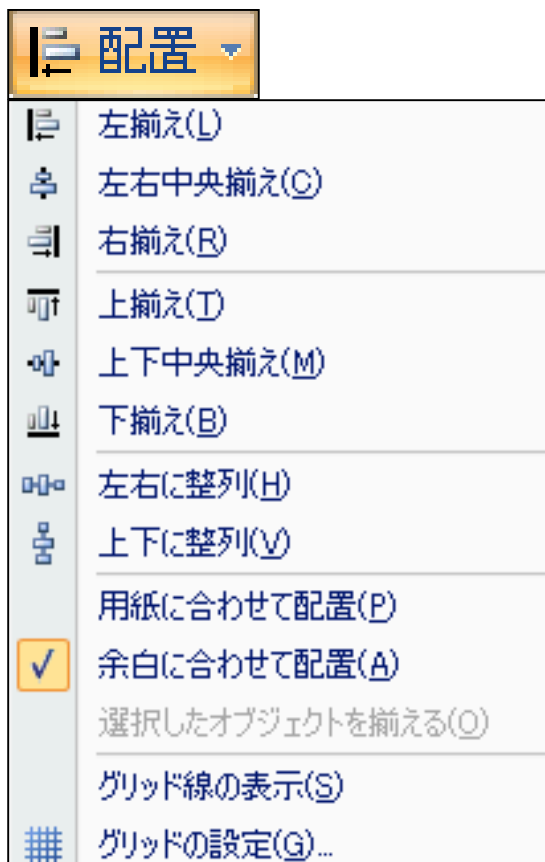 配置
左揃え(L)
左右中央揃え(C)
右揃え(R)
上揃え(T)
上下中央揃え(M)
下揃え(B)
左右に整列(H)
上下に整列(V)
用紙に合わせて配置(P)
余白に合わせて配置(A)
選択したオブジェクトを揃える(O)
グリッド線の表示(S)
グリッドの設定(G)...